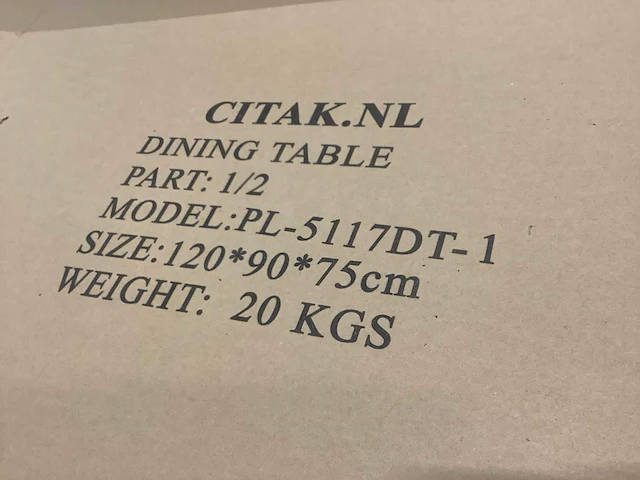 CITAK.NL
DINING TABLE
PART: 1/2
MODEL:PL-5117DT-1
SIZE:120*90*75cm
WEIGHT: 20 KGS